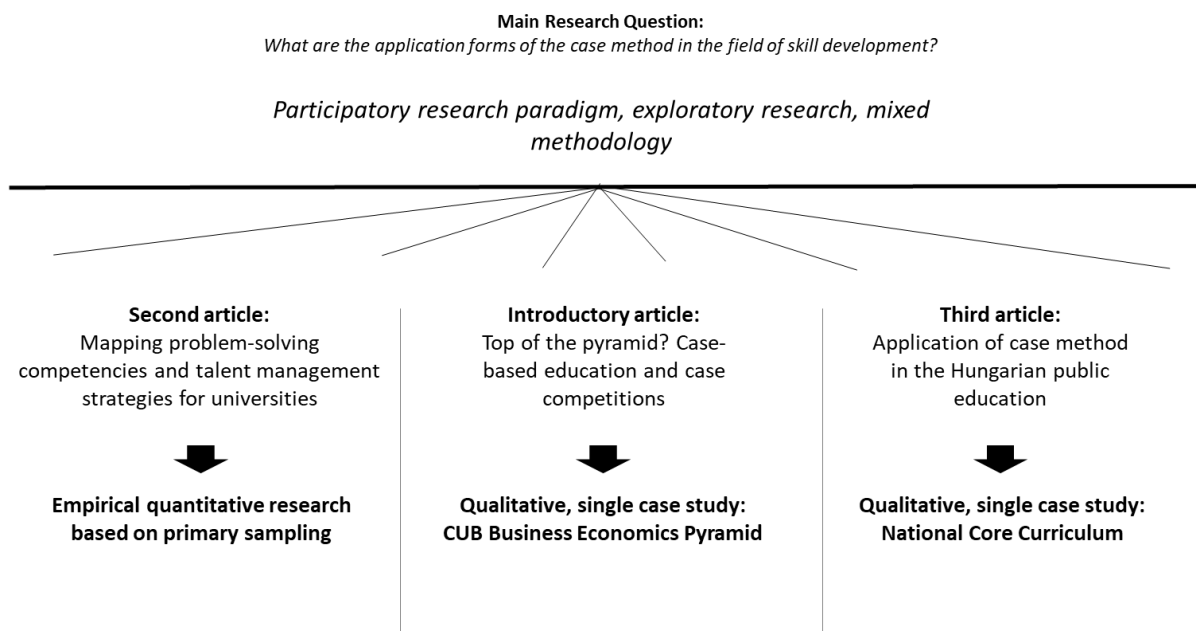 Main Research Question:
What are the application forms of the case method in the field of skill development?
Participatory research paradigm, exploratory research, mixed
methodology
Second article:
Mapping problem-solving
competencies and talent management
strategies for universities
Empirical quantitative research
based on primary sampling
Introductory article:
Top of the pyramid? Case-
based education and case
competitions
Qualitative, single case study:
CUB Business Economics Pyramid
Third article:
Application of case method
in the Hungarian public
education
Qualitative, single case study:
National Core Curriculum